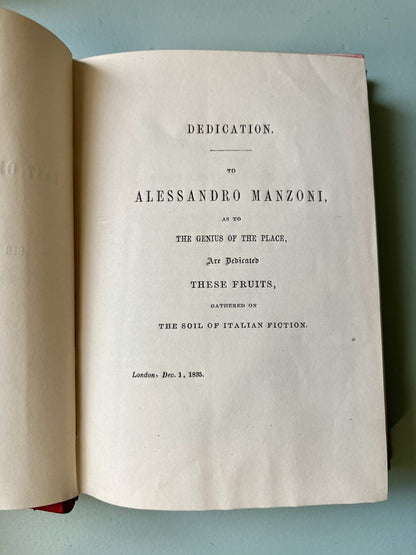 DEDICATION.
TO
ALESSANDRO MANZONI,
AS TO
THE GENIUS OF THE PLACE,
Are Dedicated
THESE FRUITS,
GATHERED ON
THE SOIL OF ITALIAN FICTION.
London: Dec. 1, 1835.